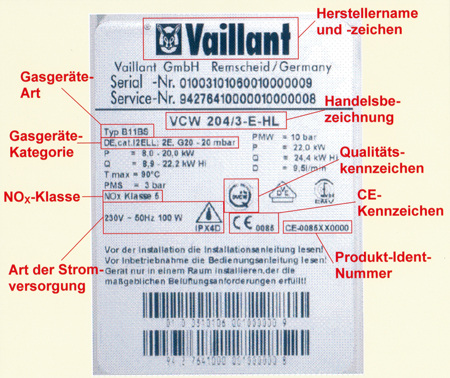 Herstellername
und -zeichen
Vaillant
Vaillant GmbH Remscheid/Germany
Serial -Nr. 01003101060010000009
Service-Nr. 94276410000010000008
Gasgeräte-
Art
VCW 204/3-E-HL
Handelsbe-
zeichnung
Typ B11BS
Gasgeräte-
Kategorie
DE,cat.I2ELL; 2E, G20 - 20 mbar
P = 8,0 - 20,0 kW
Q = 8,9 - 22,2 kW Hi
T max = 90°C
PMS = 3 bar
PMW = 10 bar
P = 22,0 kW
Q = 24,4 kW Hi
D = 9,5l/min
Qualitäts-
kennzeichen
NOX-Klasse
NOx Klasse 5
230V ~ 50Hz 100 W
IPX4D
CE 0085
CE-0085XX0000
CE-
Kennzeichen
Art der Strom-
versorgung
Produkt-Ident-
Nummer
Vor der Installation die Installationsanleitung lesen!
Vor Inbetriebnahme die Bedienungsanleitung lesen!
Gerät nur in einem Raum installieren,der die
maßgeblichen Belüftungsanforderungen erfüllt!